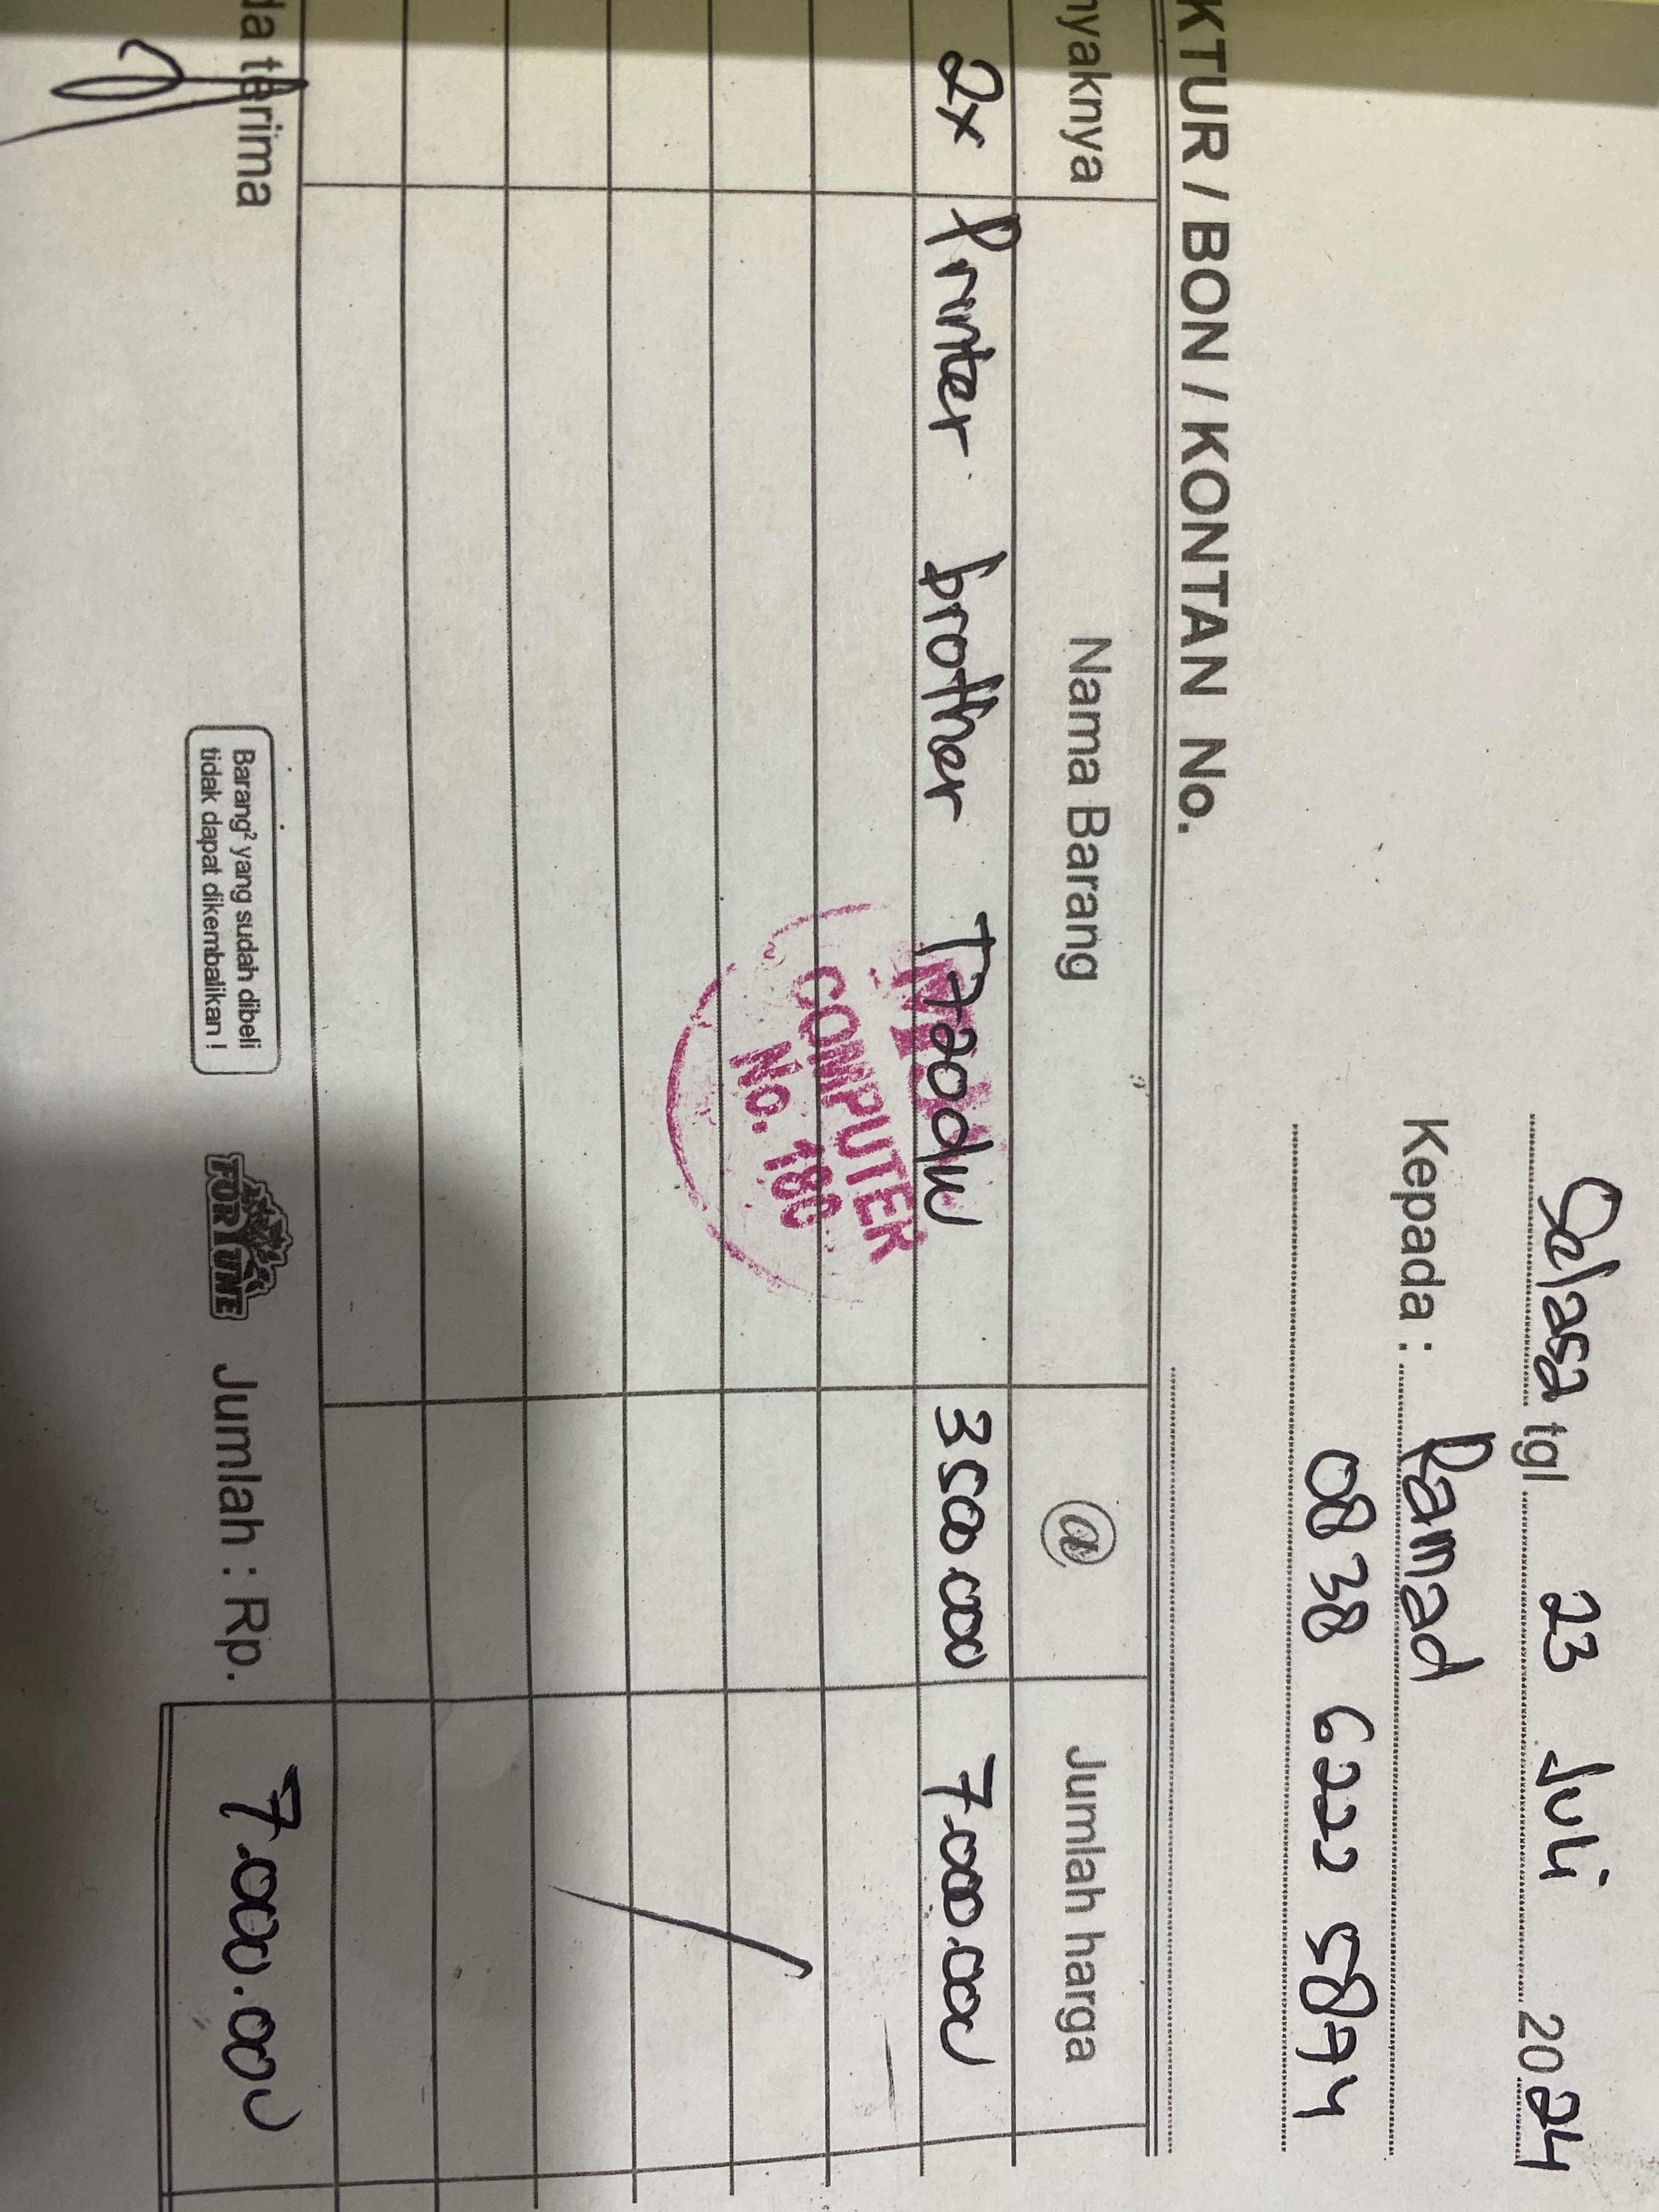 Selasa tgl 23 Juli 2024
Kepada : Ramad
0838 6222 5874
KTUR / BON / KONTAN No.
nyaknya Nama Barang @ Jumlah harga
2x Printer brother T720dw 3500.000 7.000.000
COMPUTER
No. 180
da terima
Barang² yang sudah dibeli
tidak dapat dikembalikan !
FORTUNE
Jumlah : Rp. 7.000.000